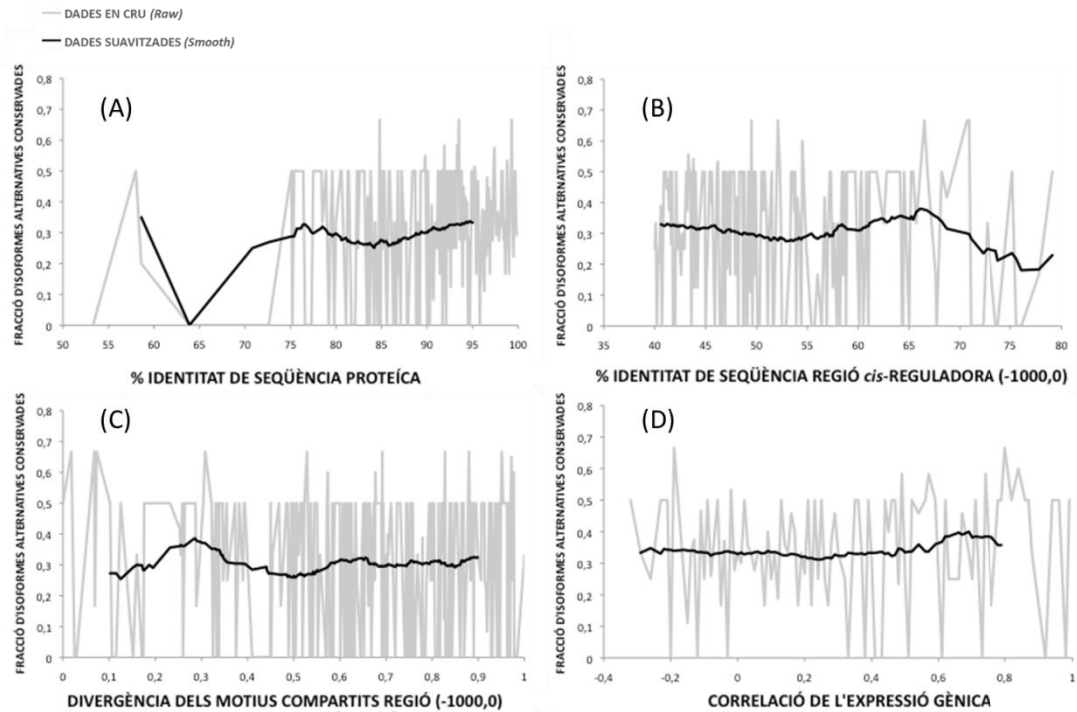 DADES EN CRU (Raw)
DADES SUAVITZADES (Smooth)
FRACCIÓ D'ISOFORMES ALTERNATIVES CONSERVADES
0,8
0,7
0,6
0,5
0,4
0,3
0,2
0,1
0
(A)
50 55 60 65 70 75 80 85 90 95 100
% IDENTITAT DE SEQÜÈNCIA PROTEÍCA
FRACCIÓ D'ISOFORMES ALTERNATIVES CONSERVADES
0,8
0,7
0,6
0,5
0,4
0,3
0,2
0,1
0
(B)
35 40 45 50 55 60 65 70 75 80
% IDENTITAT DE SEQÜÈNCIA REGIÓ cis-REGULADORA (-1000,0)
FRACCIÓ D'ISOFORMES ALTERNATIVES CONSERVADES
0,8
0,7
0,6
0,5
0,4
0,3
0,2
0,1
0
(C)
0 0,1 0,2 0,3 0,4 0,5 0,6 0,7 0,8 0,9 1
DIVERGÈNCIA DELS MOTIUS COMPARTITS REGIÓ (-1000,0)
FRACCIÓ D'ISOFORMES ALTERNATIVES CONSERVADES
0,8
0,7
0,6
0,5
0,4
0,3
0,2
0,1
0
(D)
-0,4 -0,2 0 0,2 0,4 0,6 0,8 1
CORRELACIÓ DE L'EXPRESSIÓ GÈNICA